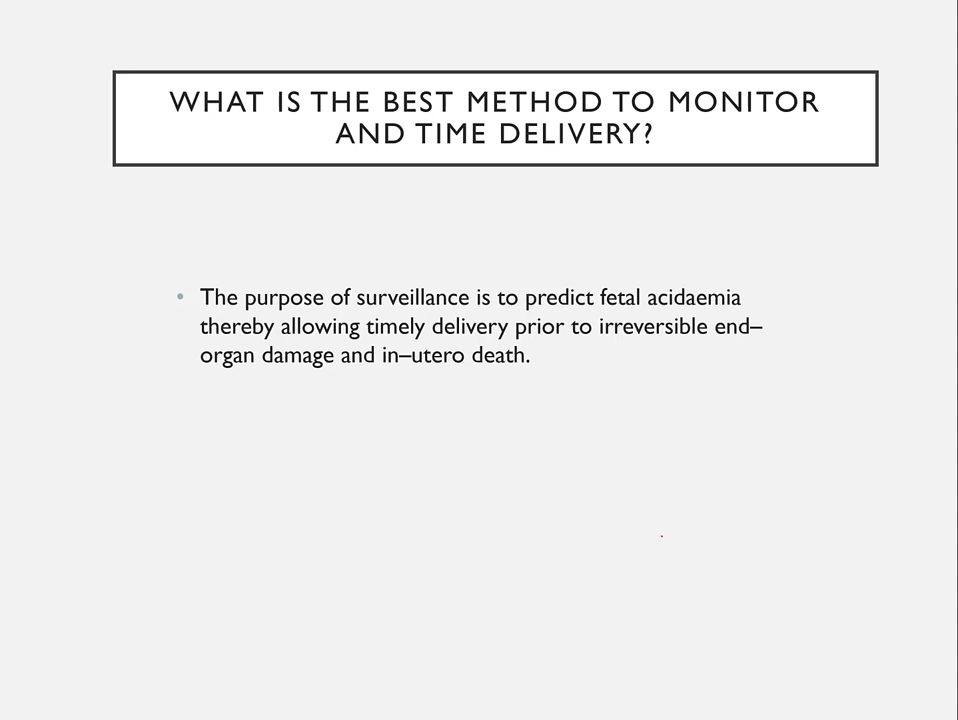 WHAT IS THE BEST METHOD TO MONITOR
AND TIME DELIVERY?
• The purpose of surveillance is to predict fetal acidaemia
thereby allowing timely delivery prior to irreversible end–
organ damage and in–utero death.